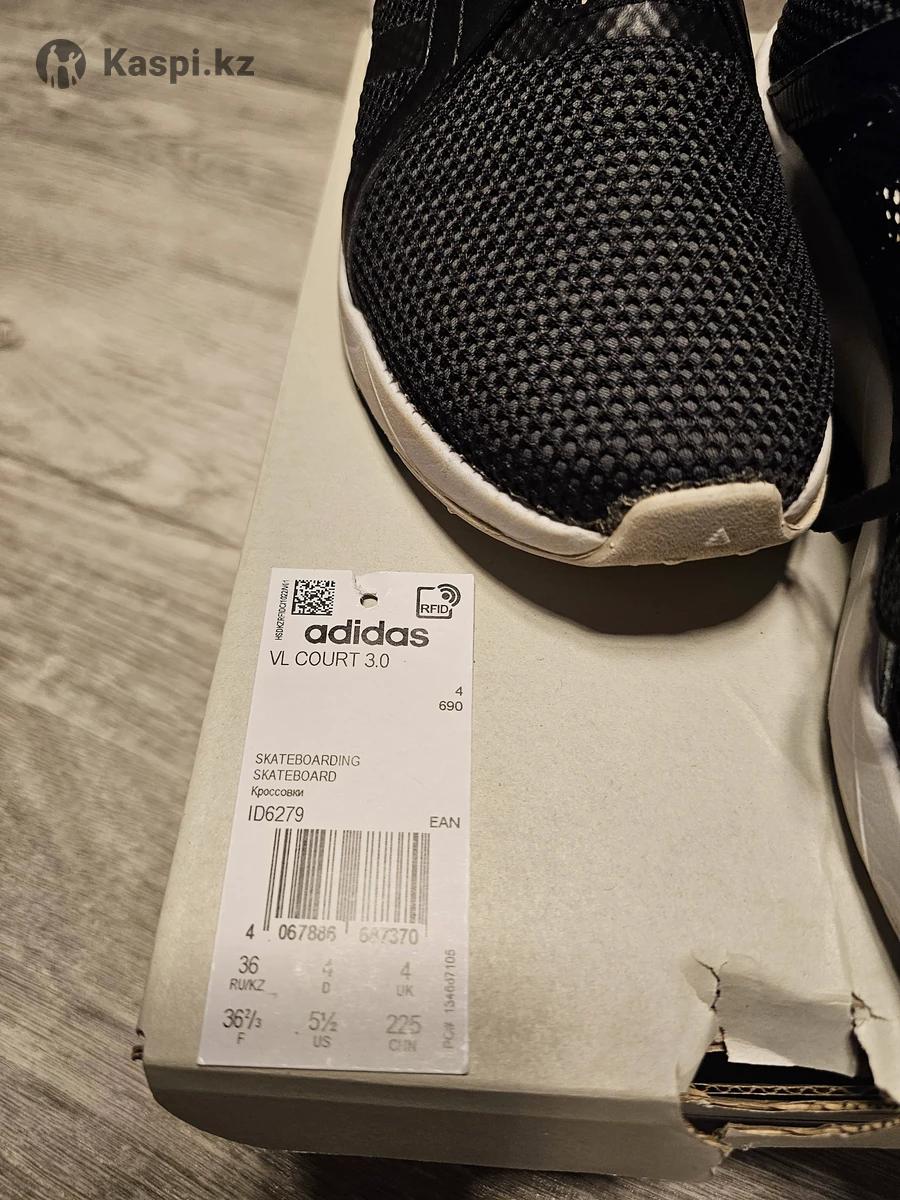 Kaspi.kz
RFID
adidas
VL COURT 3.0
4
690
SKATEBOARDING
SKATEBOARD
Кроссовки
ID6279
EAN
4 067886 687370
36 4 4
RU/KZ D UK
36⅔ 5½ 225
F US CHN